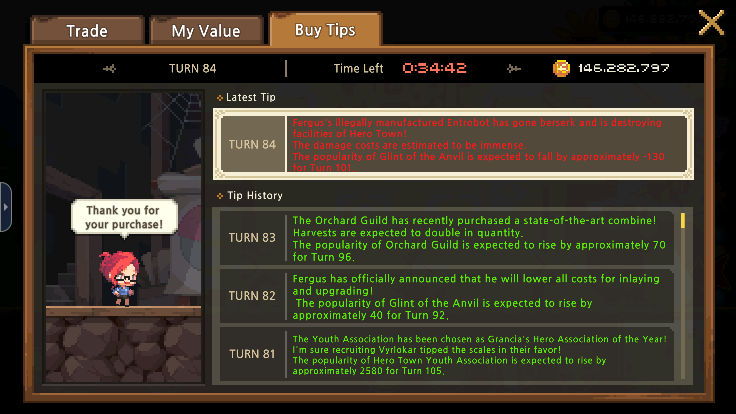 Trade
My Value
Buy Tips
TURN 84
Time Left
0:34:42
146,282,797
Latest Tip
TURN 84
Fergus's illegally manufactured Entrobot has gone berserk and is destroying
facilities of Hero Town!
The damage costs are estimated to be immense.
The popularity of Glint of the Anvil is expected to fall by approximately -130
for Turn 101.
Tip History
TURN 83
The Orchard Guild has recently purchased a state-of-the-art combine!
Harvests are expected to double in quantity.
The popularity of Orchard Guild is expected to rise by approximately 70
for Turn 96.
TURN 82
Fergus has officially announced that he will lower all costs for inlaying
and upgrading!
The popularity of Glint of the Anvil is expected to rise by
approximately 40 for Turn 92.
TURN 81
The Youth Association has been chosen as Grancia's Hero Association of the Year!
I'm sure recruiting Vyrlokar tipped the scales in their favor!
The popularity of Hero Town Youth Association is expected to rise by
approximately 2580 for Turn 105.
Thank you for
your purchase!